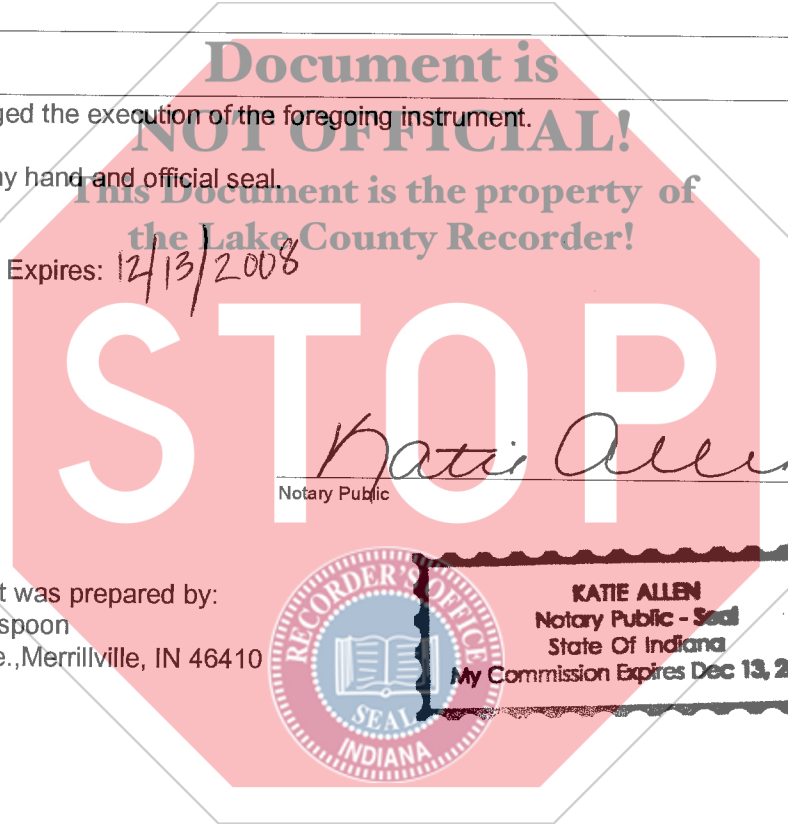 Document is
ged the execution of the foregoing instrument.
NOT OFFICIAL!
y hand and official seal.
This Document is the property of
the Lake County Recorder!
Expires: 12/13/2008
STOP
Katie Allen
Notary Public
t was prepared by:
spoon
e.,Merrillville, IN 46410
RECORDER'S OFFICE
SEAL
INDIANA
KATIE ALLEN
Notary Public - Seal
State Of Indiana
My Commission Expires Dec 13, 2